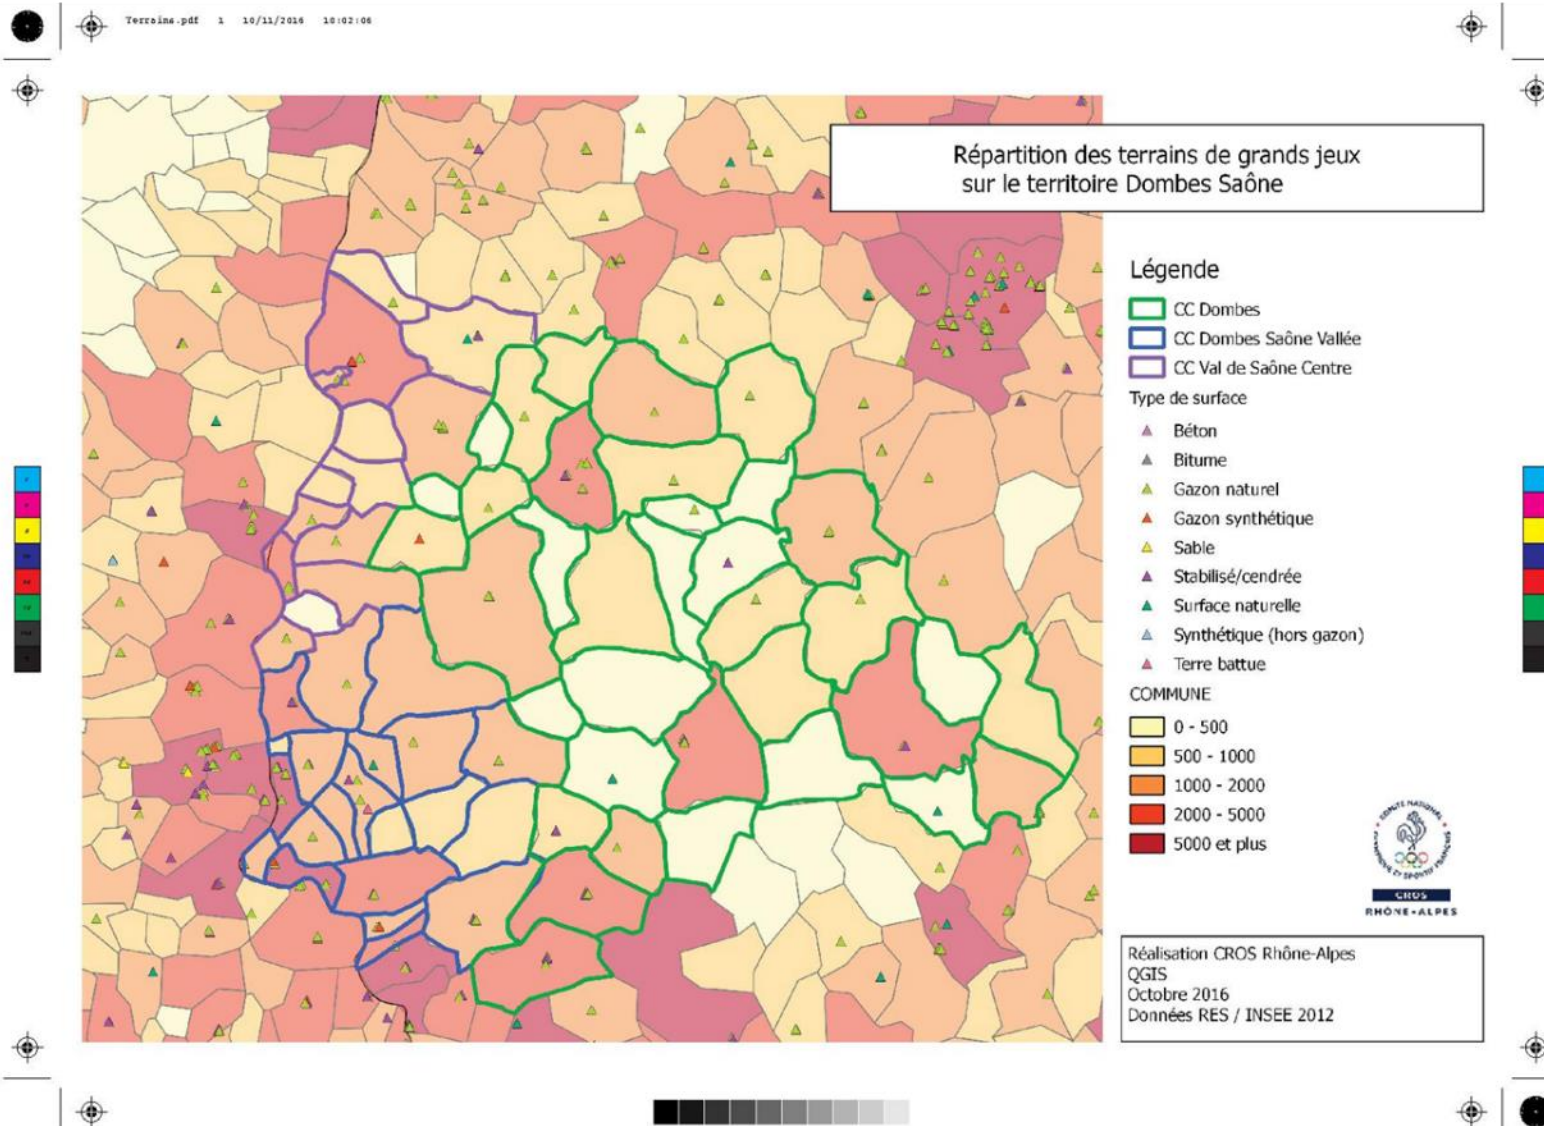 Terrains.pdf 1 10/11/2016 10:02:06
Répartition des terrains de grands jeux
sur le territoire Dombes Saône
Légende
CC Dombes
CC Dombes Saône Vallée
CC Val de Saône Centre
Type de surface
Béton
Bitume
Gazon naturel
Gazon synthétique
Sable
Stabilisé/cendrée
Surface naturelle
Synthétique (hors gazon)
Terre battue
COMMUNE
0 - 500
500 - 1000
1000 - 2000
2000 - 5000
5000 et plus
CROS
RHÔNE-ALPES
Réalisation CROS Rhône-Alpes
QGIS
Octobre 2016
Données RES / INSEE 2012